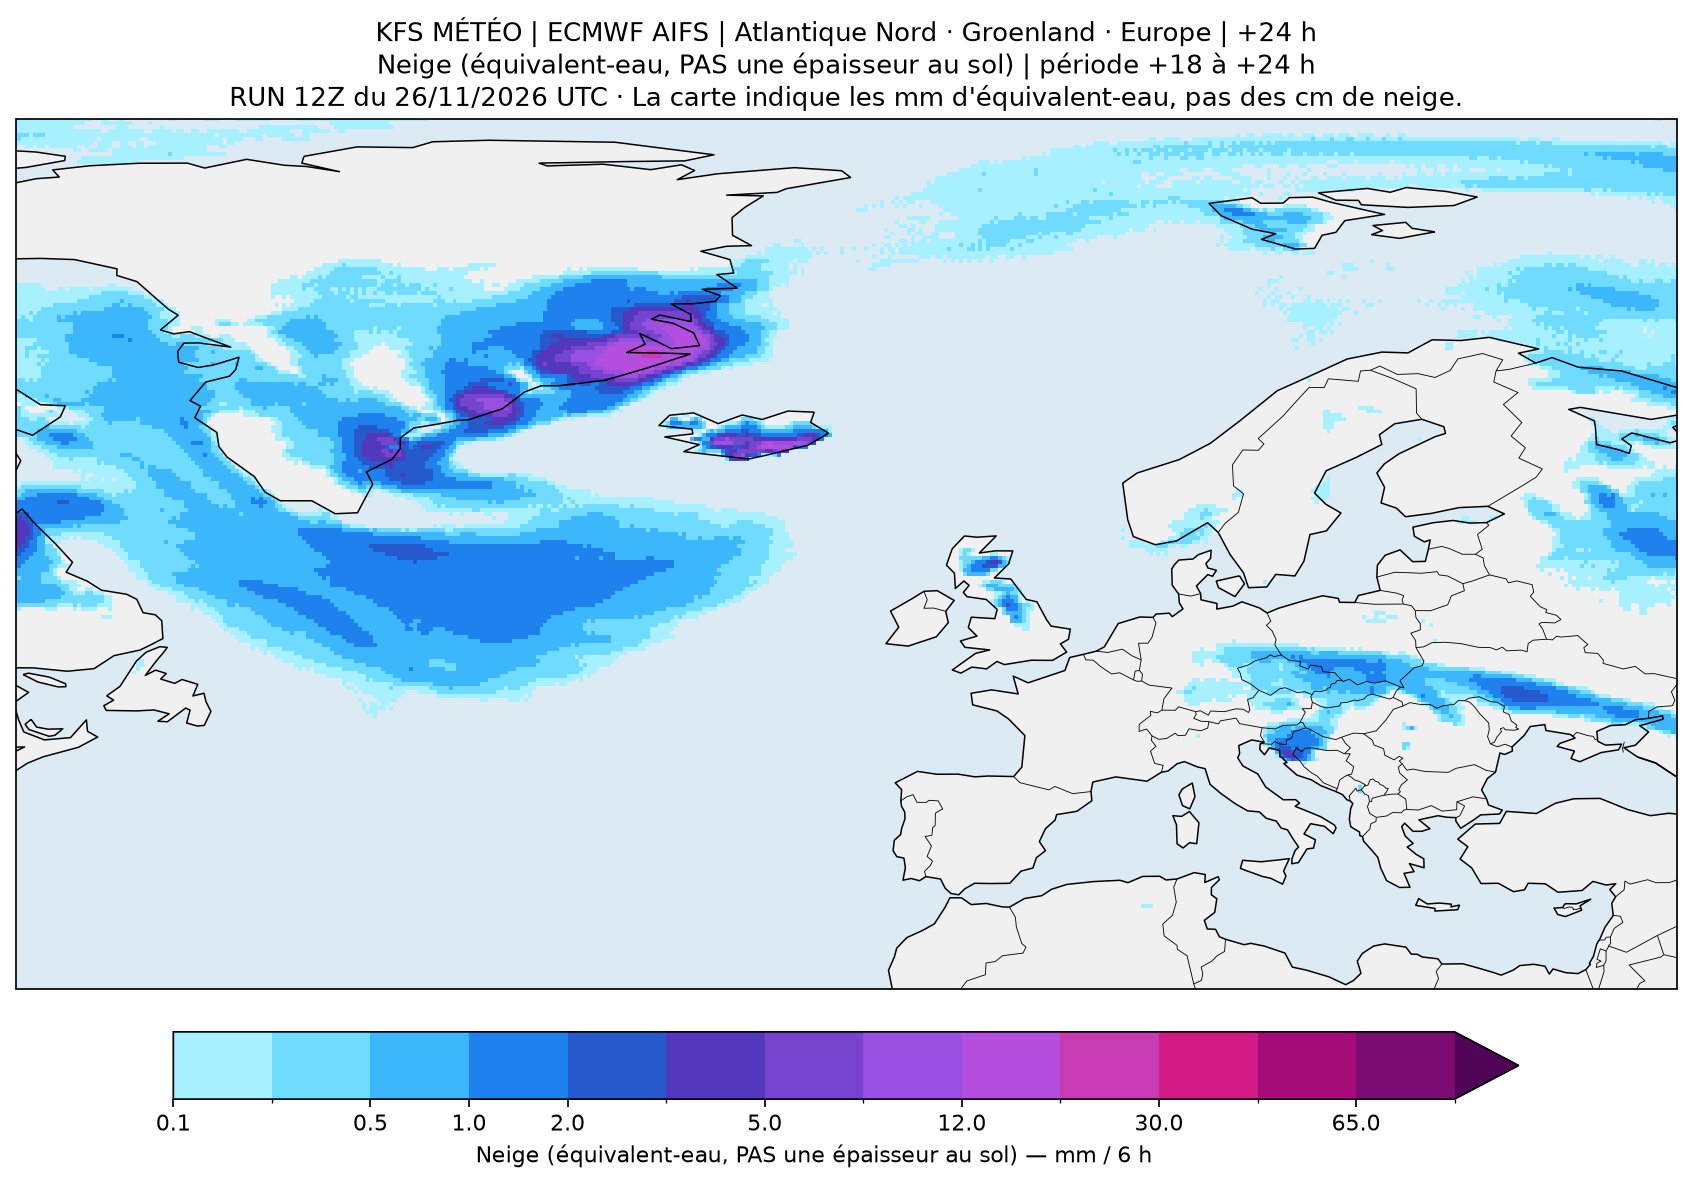 KFS MÉTÉO | ECMWF AIFS | Atlantique Nord · Groenland · Europe | +24 h
Neige (équivalent-eau, PAS une épaisseur au sol) | période +18 à +24 h
RUN 12Z du 26/11/2026 UTC · La carte indique les mm d'équivalent-eau, pas des cm de neige.
0.1 0.5 1.0 2.0 5.0 12.0 30.0 65.0
Neige (équivalent-eau, PAS une épaisseur au sol) — mm / 6 h